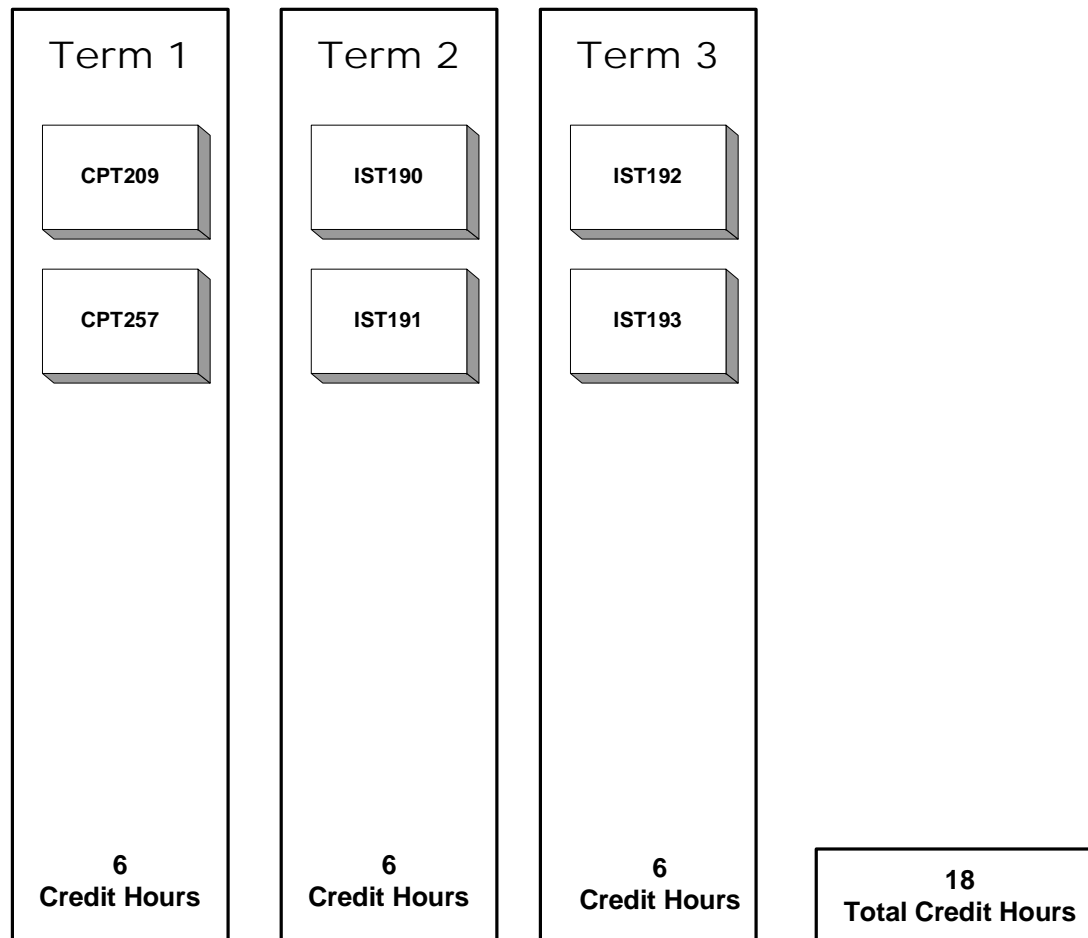 Term 1
CPT209
CPT257
6
Credit Hours
Term 2
IST190
IST191
6
Credit Hours
Term 3
IST192
IST193
6
Credit Hours
18
Total Credit Hours